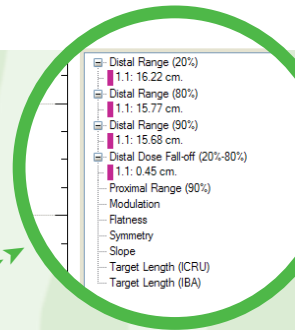 Distal Range (20%)
1.1: 16.22 cm.
Distal Range (80%)
1.1: 15.77 cm.
Distal Range (90%)
1.1: 15.68 cm.
Distal Dose Fall-off (20%-80%)
1.1: 0.45 cm.
Proximal Range (90%)
Modulation
Flatness
Symmetry
Slope
Target Length (ICRU)
Target Length (IBA)